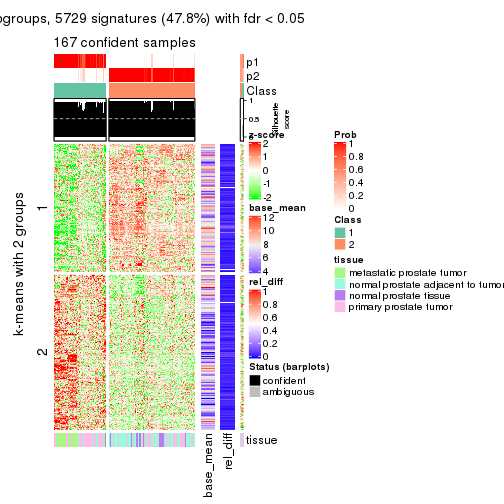 ogroups, 5729 signatures (47.8%) with fdr < 0.05
167 confident samples
p1
p2
Class
1
0.5
0
Silhouette
score
k-means with 2 groups
1
2
z-score
2
1
0
-1
-2
base_mean
12
10
8
6
4
rel_diff
1
0.8
0.6
0.4
0.2
0
Status (barplots)
confident
ambiguous
Prob
1
0.8
0.6
0.4
0.2
0
Class
1
2
tissue
metastatic prostate tumor
normal prostate adjacent to tumor
normal prostate tissue
primary prostate tumor
tissue
base_mean
rel_diff